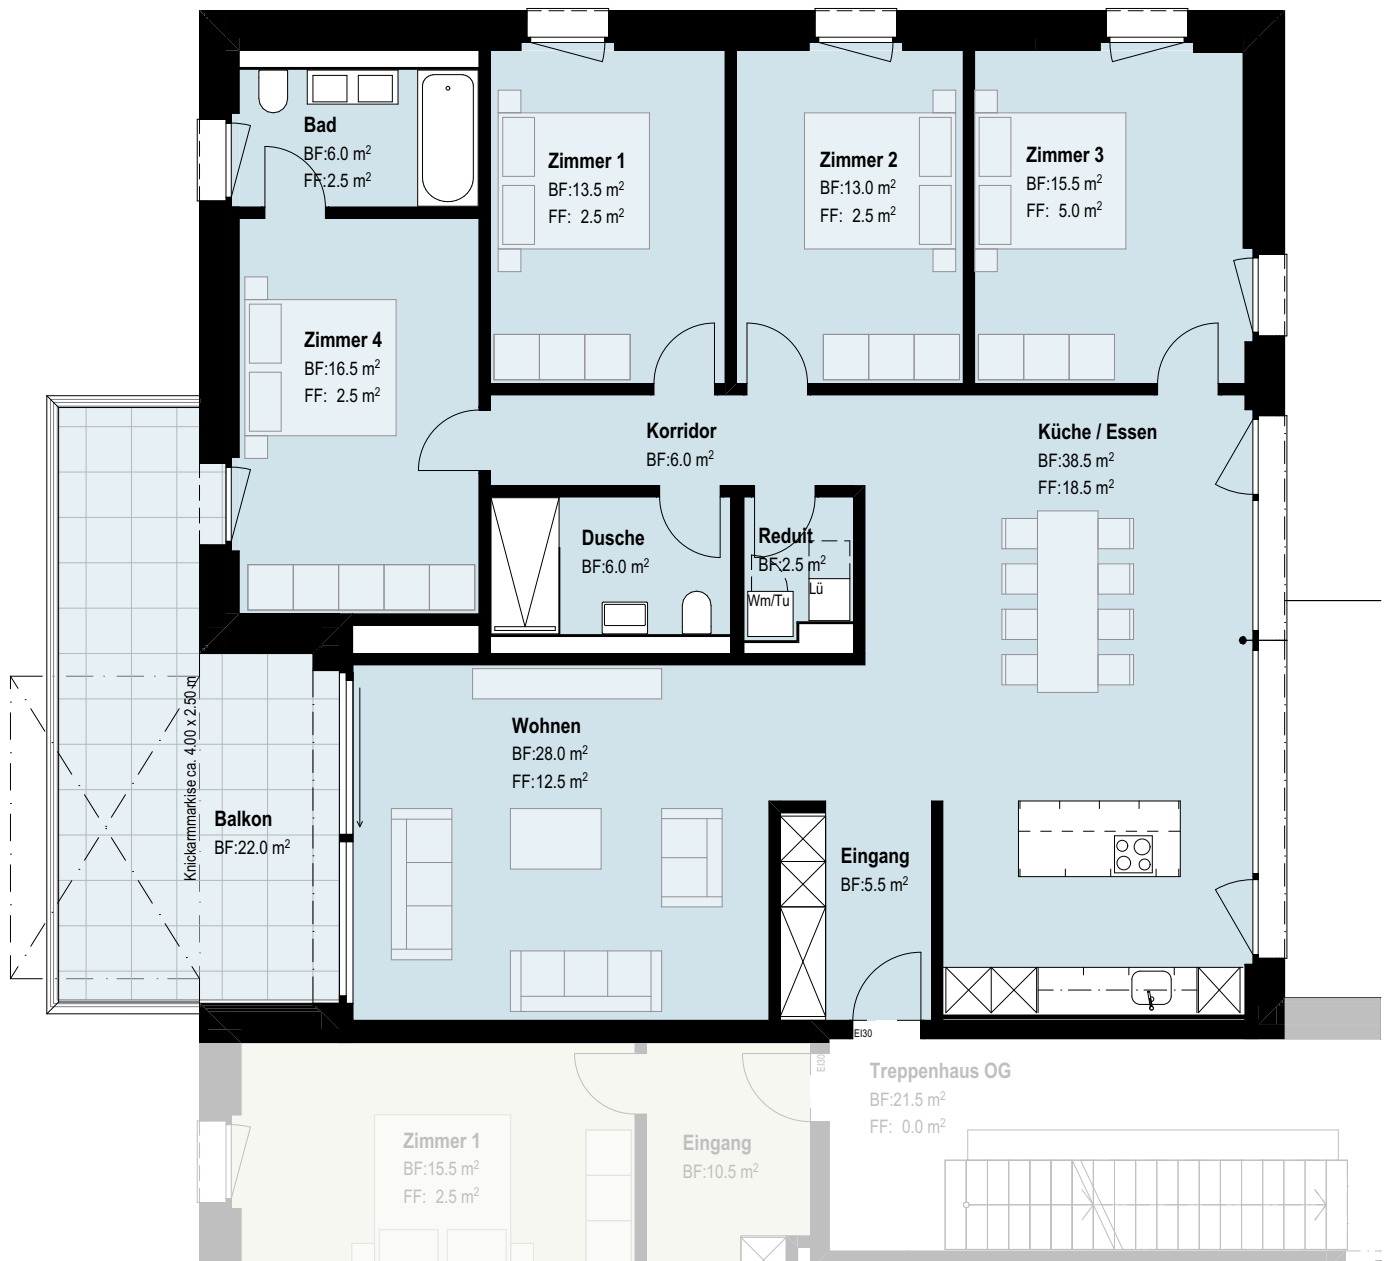 Bad
BF:6.0 m²
FF:2.5 m²
Zimmer 1
BF:13.5 m²
FF: 2.5 m²
Zimmer 2
BF:13.0 m²
FF: 2.5 m²
Zimmer 3
BF:15.5 m²
FF: 5.0 m²
Zimmer 4
BF:16.5 m²
FF: 2.5 m²
Korridor
BF:6.0 m²
Küche / Essen
BF:38.5 m²
FF:18.5 m²
Dusche
BF:6.0 m²
Reduit
BF:2.5 m²
Wm/Tu
Lü
Wohnen
BF:28.0 m²
FF:12.5 m²
Knickarmmarkise ca. 4.00 x 2.50 m
Balkon
BF:22.0 m²
Eingang
BF:5.5 m²
EI30
EI30
Treppenhaus OG
BF:21.5 m²
FF: 0.0 m²
Zimmer 1
BF:15.5 m²
FF: 2.5 m²
Eingang
BF:10.5 m²